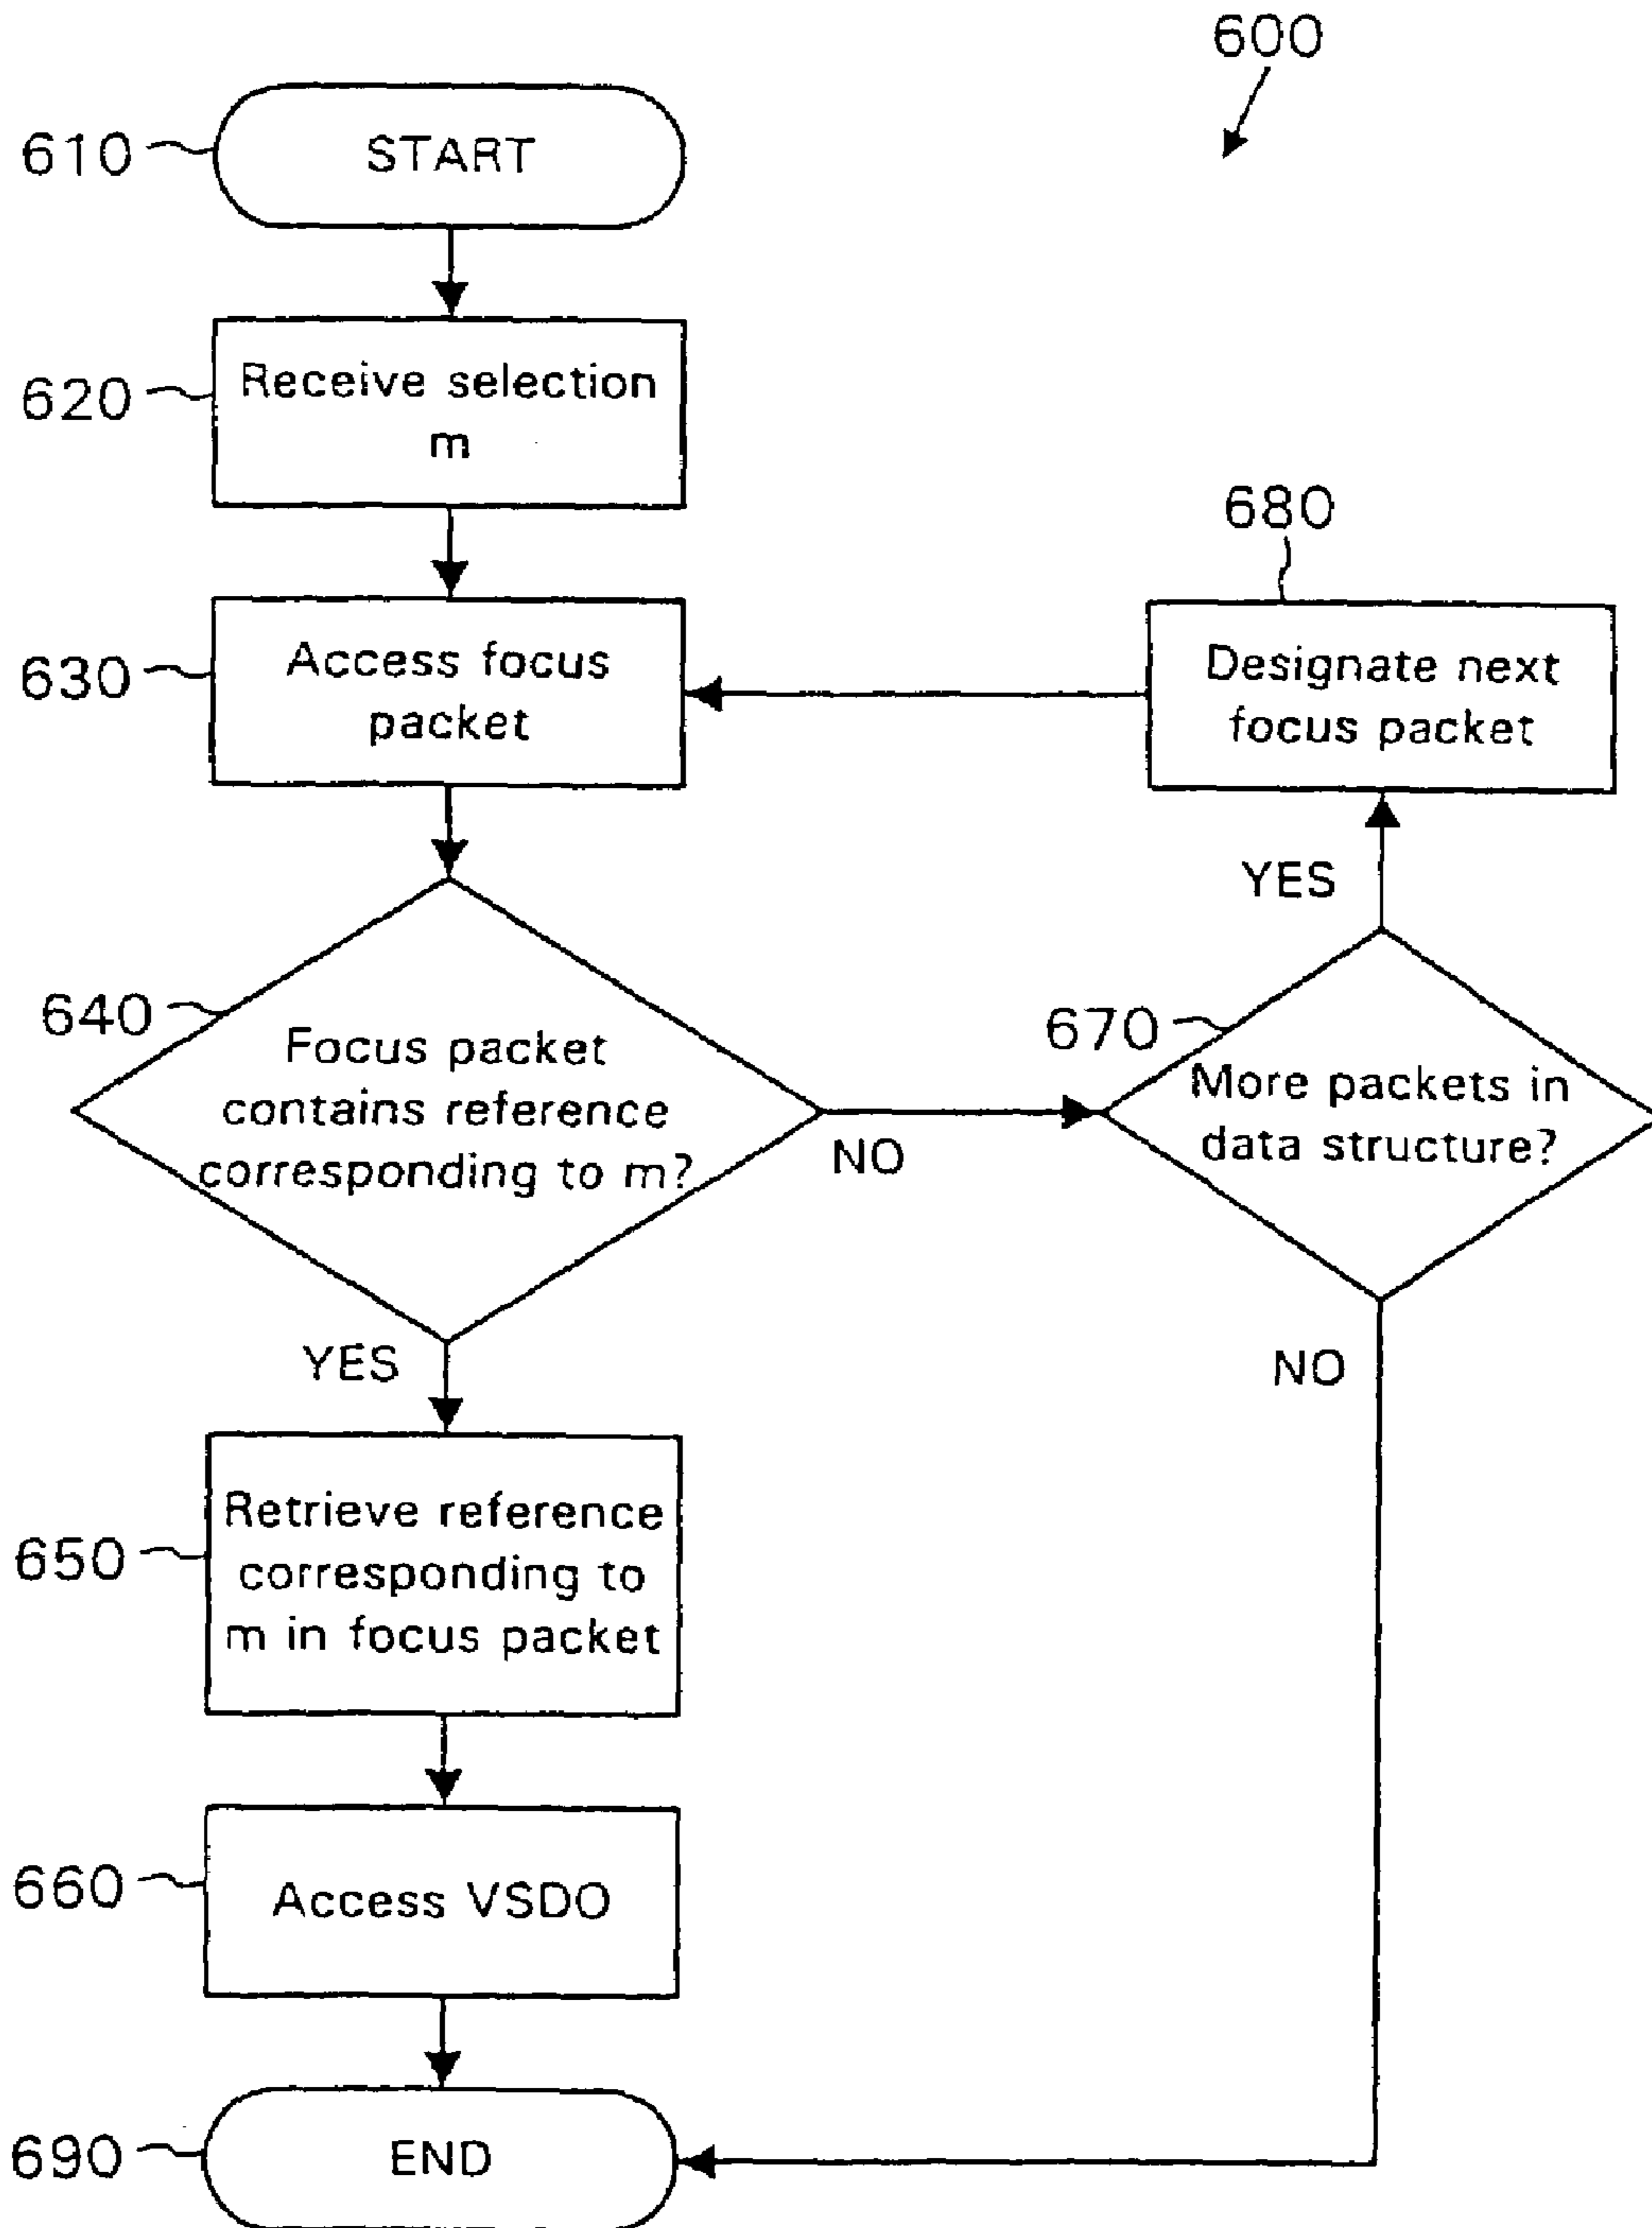 600
610
START
620
Receive selection
m
680
630
Access focus
packet
Designate next
focus packet
YES
640
Focus packet
contains reference
corresponding to m?
NO
670
More packets in
data structure?
YES
NO
650
Retrieve reference
corresponding to
m in focus packet
660
Access VSDO
690
END